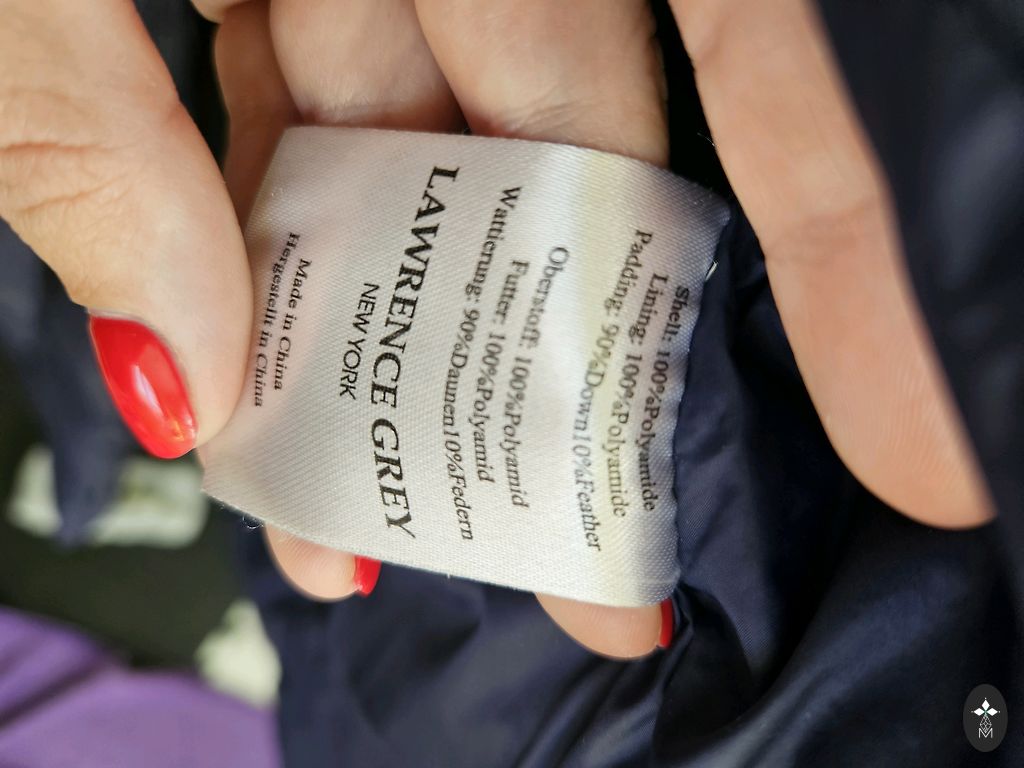 Shell: 100%Polyamide
Lining: 100%Polyamide
Padding: 90%Down10%Feather
Oberstoff: 100%Polyamid
Futter: 100%Polyamid
Wattierung: 90%Daunen10%Federn
LAWRENCE GREY
NEW YORK
Made in China
Hergestellt in China
M